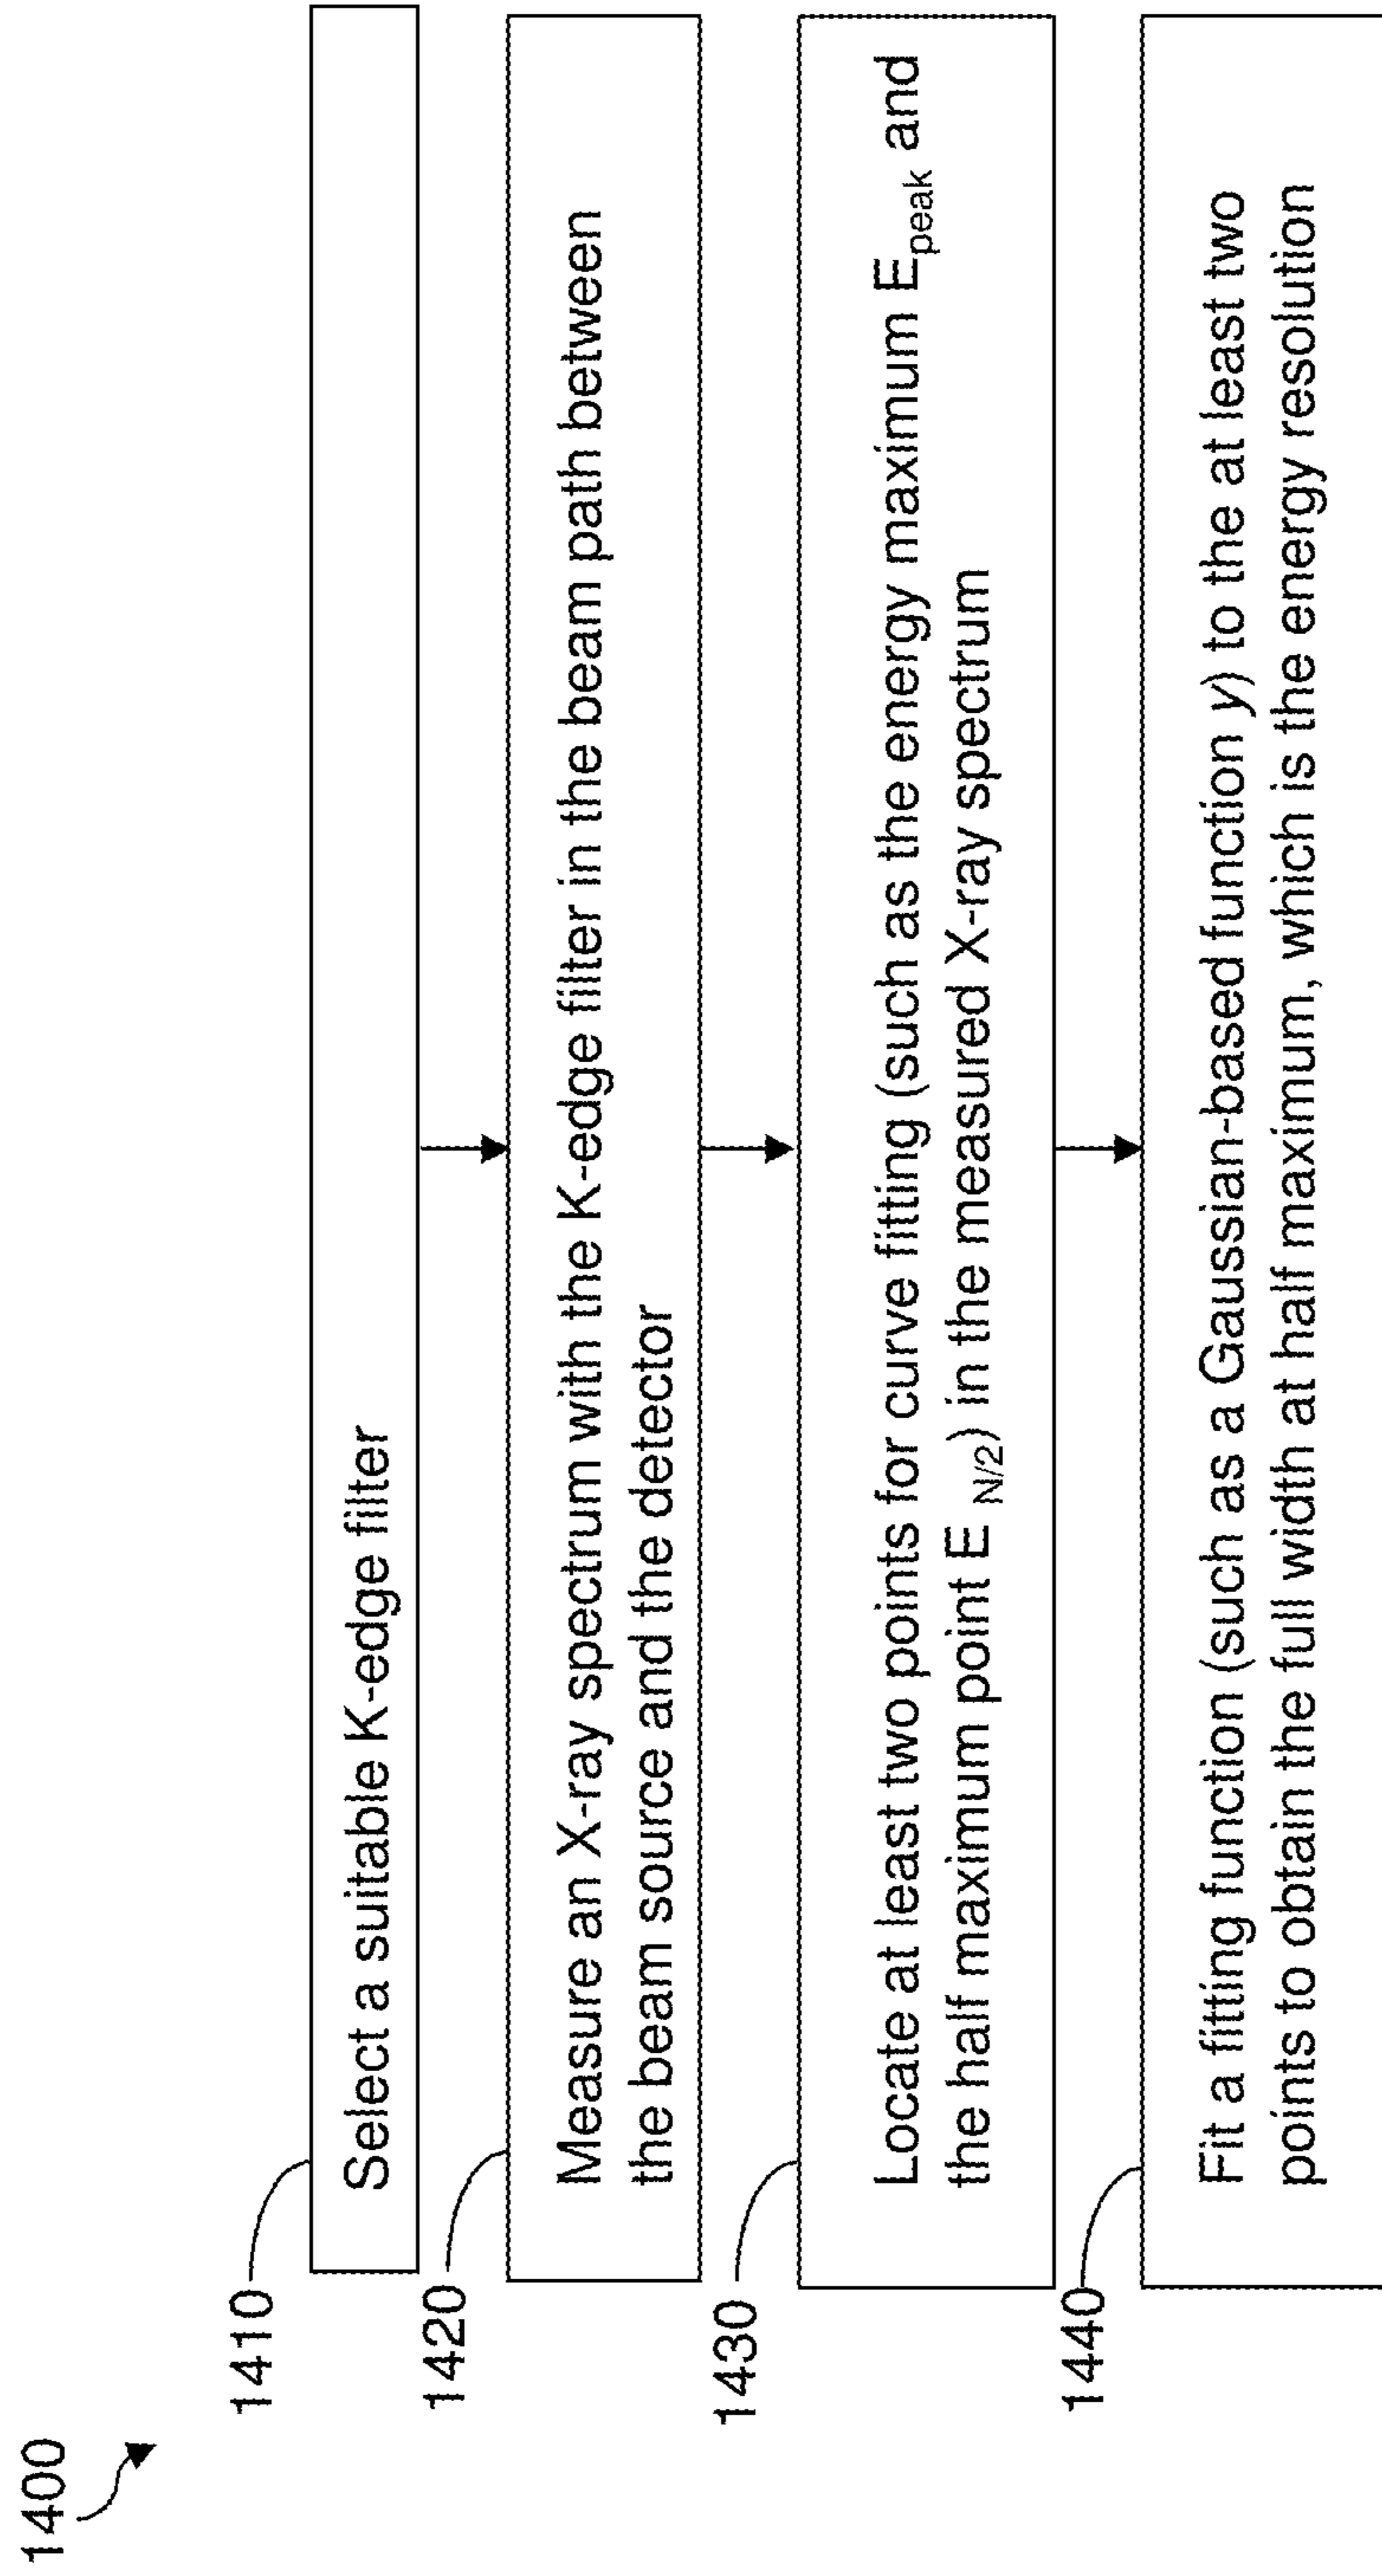 1400
1410
Select a suitable K-edge filter
1420
Measure an X-ray spectrum with the K-edge filter in the beam path between
the beam source and the detector
1430
Locate at least two points for curve fitting (such as the energy maximum Epeak and
the half maximum point E N/2) in the measured X-ray spectrum
1440
Fit a fitting function (such as a Gaussian-based function y) to the at least two
points to obtain the full width at half maximum, which is the energy resolution